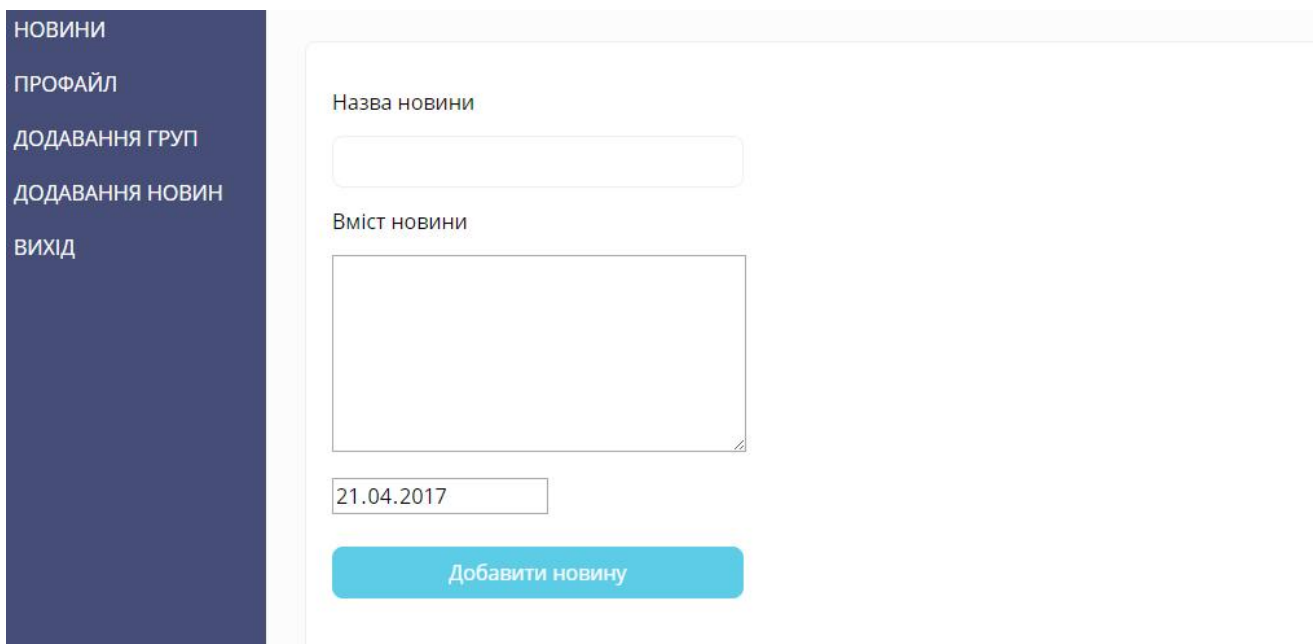 НОВИНИ
ПРОФАЙЛ
ДОДАВАННЯ ГРУП
ДОДАВАННЯ НОВИН
ВИХІД
Назва новини
Вміст новини
21.04.2017
Добавити новину